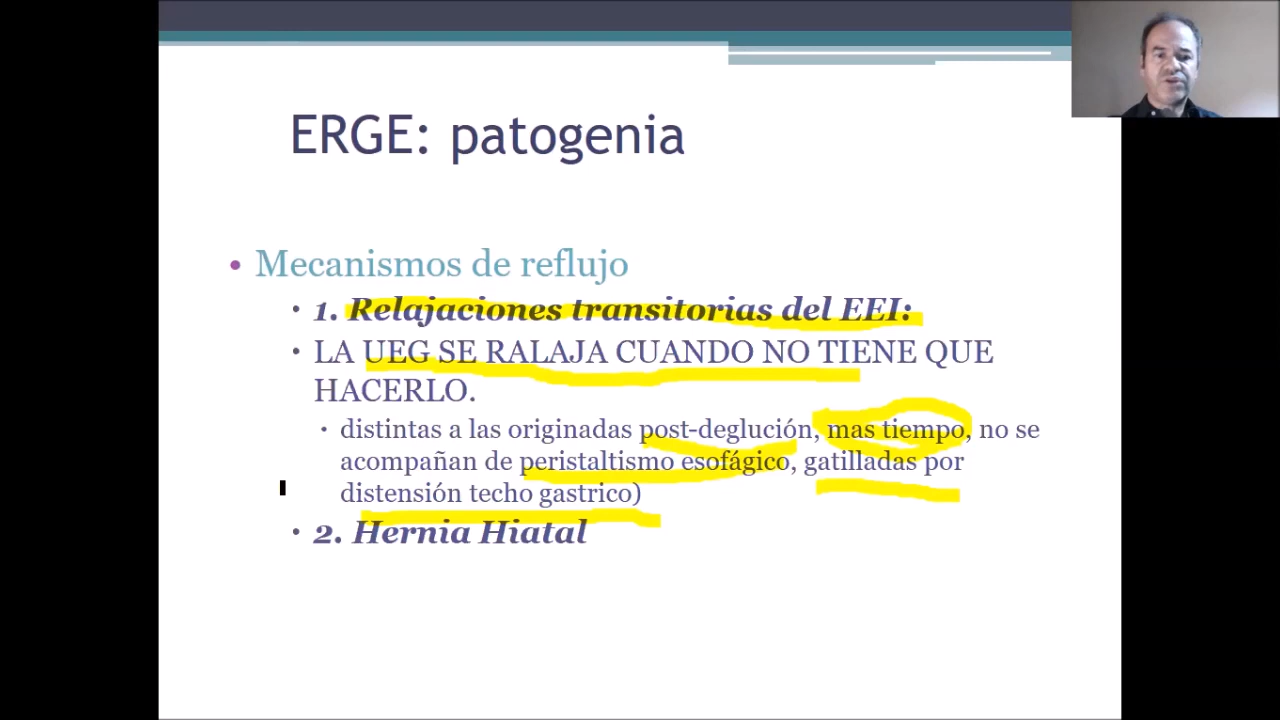 ERGE: patogenia
• Mecanismos de reflujo
• 1. Relajaciones transitorias del EEI:
• LA UEG SE RALAJA CUANDO NO TIENE QUE
HACERLO.
• distintas a las originadas post-deglución, mas tiempo, no se
acompañan de peristaltismo esofágico, gatilladas por
distensión techo gastrico)
• 2. Hernia Hiatal